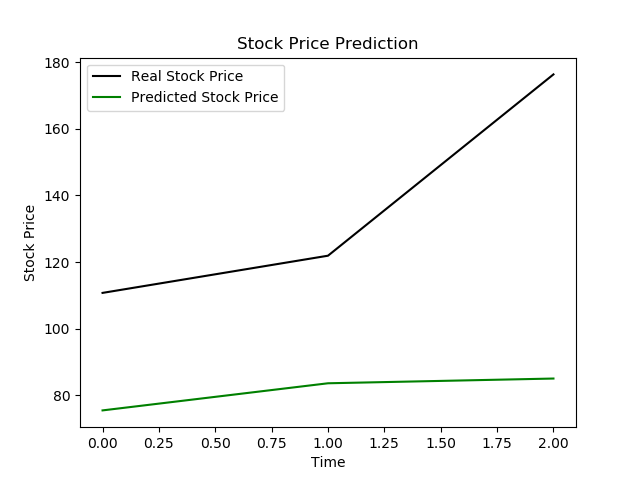 Stock Price Prediction
Real Stock Price
Predicted Stock Price
Stock Price
180
160
140
120
100
80
0.00 0.25 0.50 0.75 1.00 1.25 1.50 1.75 2.00
Time